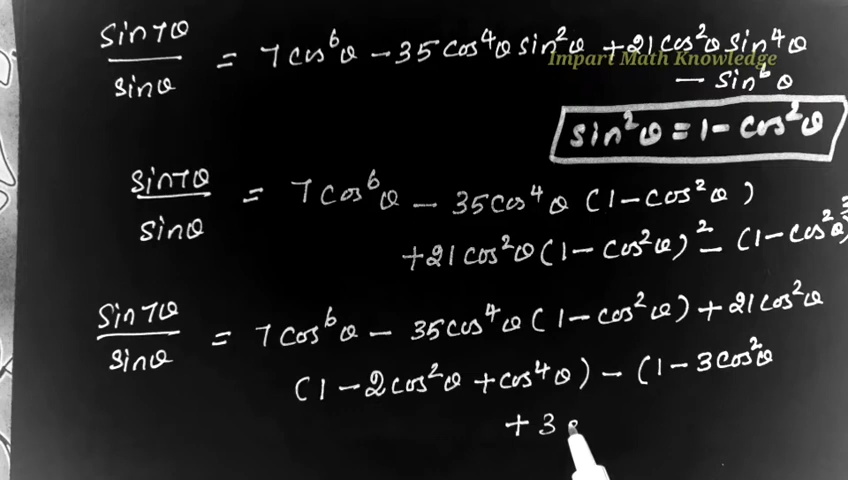 sin7θ/sinθ = 7cos⁶θ - 35cos⁴θ sin²θ + 21cos²θ sin⁴θ
Impart Math Knowledge
- sin⁶θ
sin²θ = 1 - cos²θ
sin7θ/sinθ = 7cos⁶θ - 35cos⁴θ (1 - cos²θ)
+ 21cos²θ (1 - cos²θ)² - (1 - cos²θ)³
sin7θ/sinθ = 7cos⁶θ - 35cos⁴θ (1 - cos²θ) + 21cos²θ
(1 - 2cos²θ + cos⁴θ) - (1 - 3cos²θ
+ 3